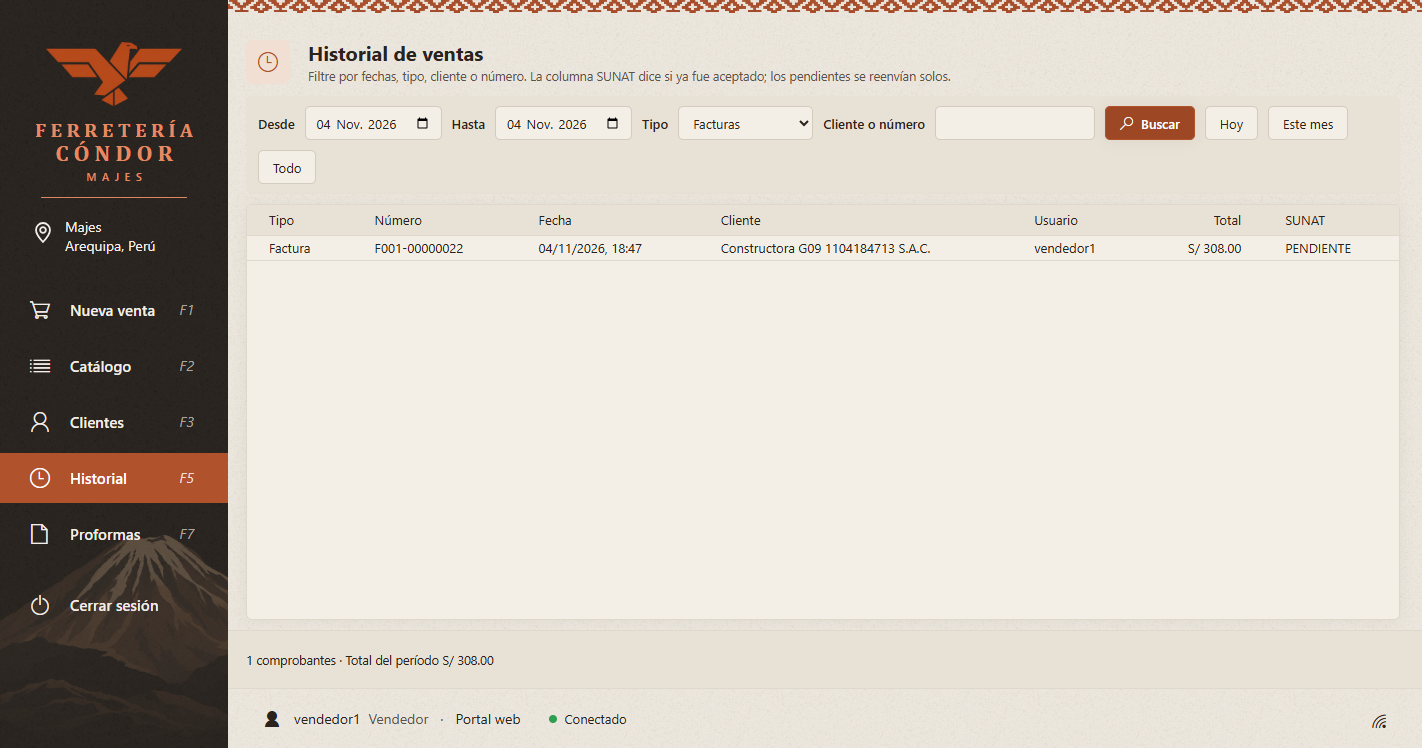 FERRETERÍA
CÓNDOR
MAJES
Majes
Arequipa, Perú
Nueva venta F1
Catálogo F2
Clientes F3
Historial F5
Proformas F7
Cerrar sesión
Historial de ventas
Filtre por fechas, tipo, cliente o número. La columna SUNAT dice si ya fue aceptado; los pendientes se reenvían solos.
Desde 04 Nov. 2026 Hasta 04 Nov. 2026 Tipo Facturas Cliente o número Buscar Hoy Este mes
Todo
Tipo Número Fecha Cliente Usuario Total SUNAT
Factura F001-00000022 04/11/2026, 18:47 Constructora G09 1104184713 S.A.C. vendedor1 S/ 308.00 PENDIENTE
1 comprobantes · Total del período S/ 308.00
vendedor1 Vendedor · Portal web Conectado